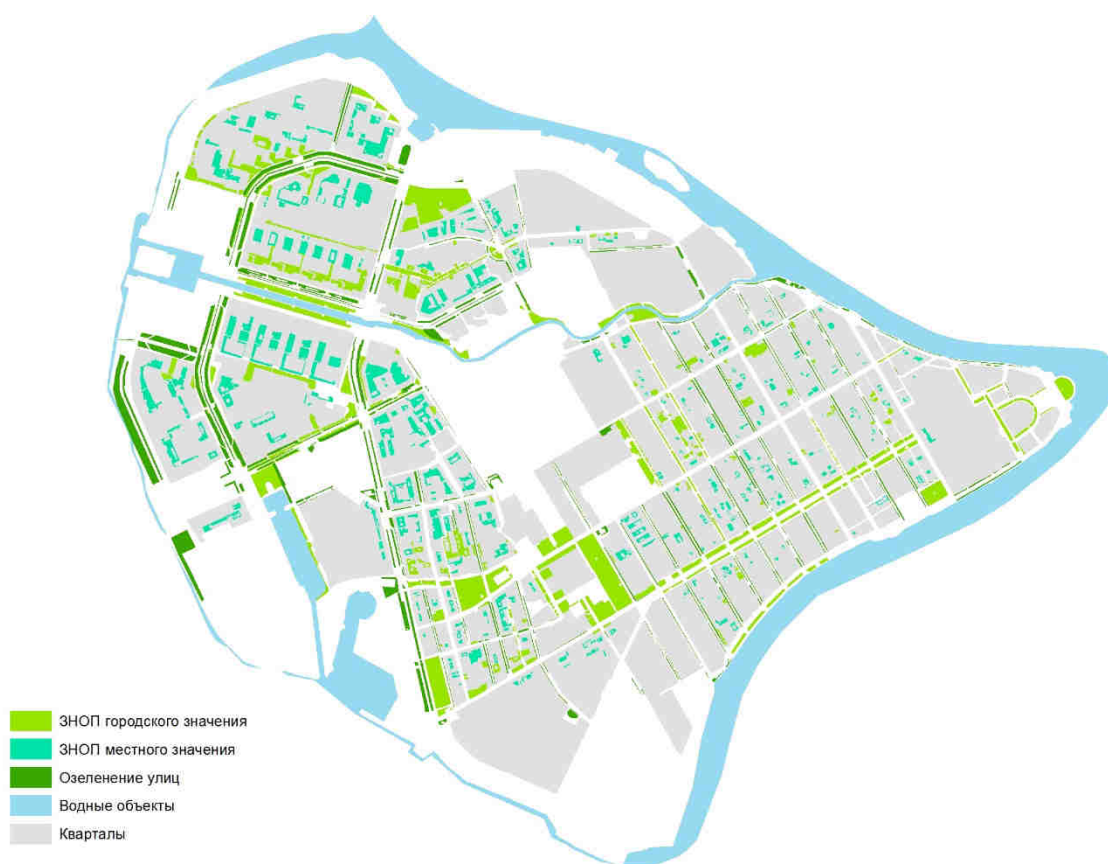 ЗНОП городского значения
ЗНОП местного значения
Озеленение улиц
Водные объекты
Кварталы